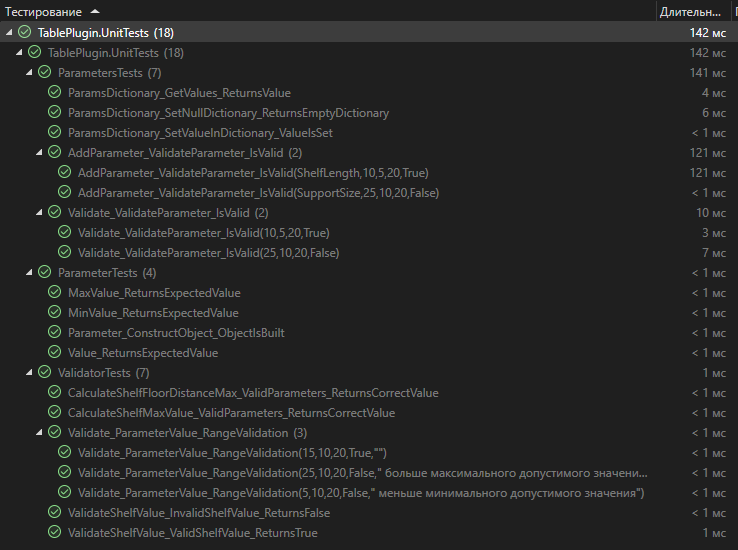 Тестирование Длительн...
TablePlugin.UnitTests (18) 142 мс
TablePlugin.UnitTests (18) 142 мс
ParametersTests (7) 141 мс
ParamsDictionary_GetValues_ReturnsValue 4 мс
ParamsDictionary_SetNullDictionary_ReturnsEmptyDictionary 6 мс
ParamsDictionary_SetValueInDictionary_ValueIsSet < 1 мс
AddParameter_ValidateParameter_IsValid (2) 121 мс
AddParameter_ValidateParameter_IsValid(ShelfLength,10,5,20,True) 121 мс
AddParameter_ValidateParameter_IsValid(SupportSize,25,10,20,False) < 1 мс
Validate_ValidateParameter_IsValid (2) 10 мс
Validate_ValidateParameter_IsValid(10,5,20,True) 3 мс
Validate_ValidateParameter_IsValid(25,10,20,False) 7 мс
ParameterTests (4) < 1 мс
MaxValue_ReturnsExpectedValue < 1 мс
MinValue_ReturnsExpectedValue < 1 мс
Parameter_ConstructObject_ObjectIsBuilt < 1 мс
Value_ReturnsExpectedValue < 1 мс
ValidatorTests (7) 1 мс
CalculateShelfFloorDistanceMax_ValidParameters_ReturnsCorrectValue < 1 мс
CalculateShelfMaxValue_ValidParameters_ReturnsCorrectValue < 1 мс
Validate_ParameterValue_RangeValidation (3) < 1 мс
Validate_ParameterValue_RangeValidation(15,10,20,True,"") < 1 мс
Validate_ParameterValue_RangeValidation(25,10,20,False," больше максимального допустимого значени... < 1 мс
Validate_ParameterValue_RangeValidation(5,10,20,False," меньше минимального допустимого значения") < 1 мс
ValidateShelfValue_InvalidShelfValue_ReturnsFalse < 1 мс
ValidateShelfValue_ValidShelfValue_ReturnsTrue 1 мс